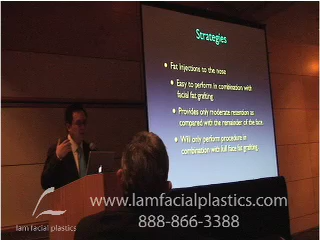 Strategies
Fat injections to the nose
Easy to perform in combination with
facial fat grafting
Provides only moderate retention as
compared with the remainder of the face.
Will only perform procedure in
combination with full face fat grafting
www.lamfacialplastics.com
888-866-3388
lam facial plastics